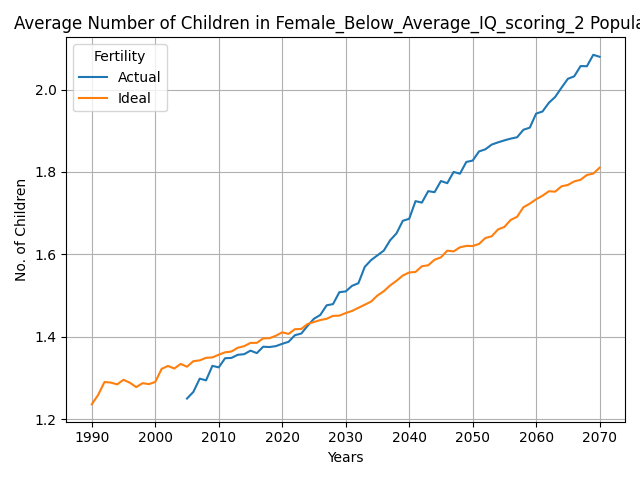 Average Number of Children in Female_Below_Average_IQ_scoring_2 Popula
Fertility
Actual
Ideal
No. of Children
2.0
1.8
1.6
1.4
1.2
1990 2000 2010 2020 2030 2040 2050 2060 2070
Years